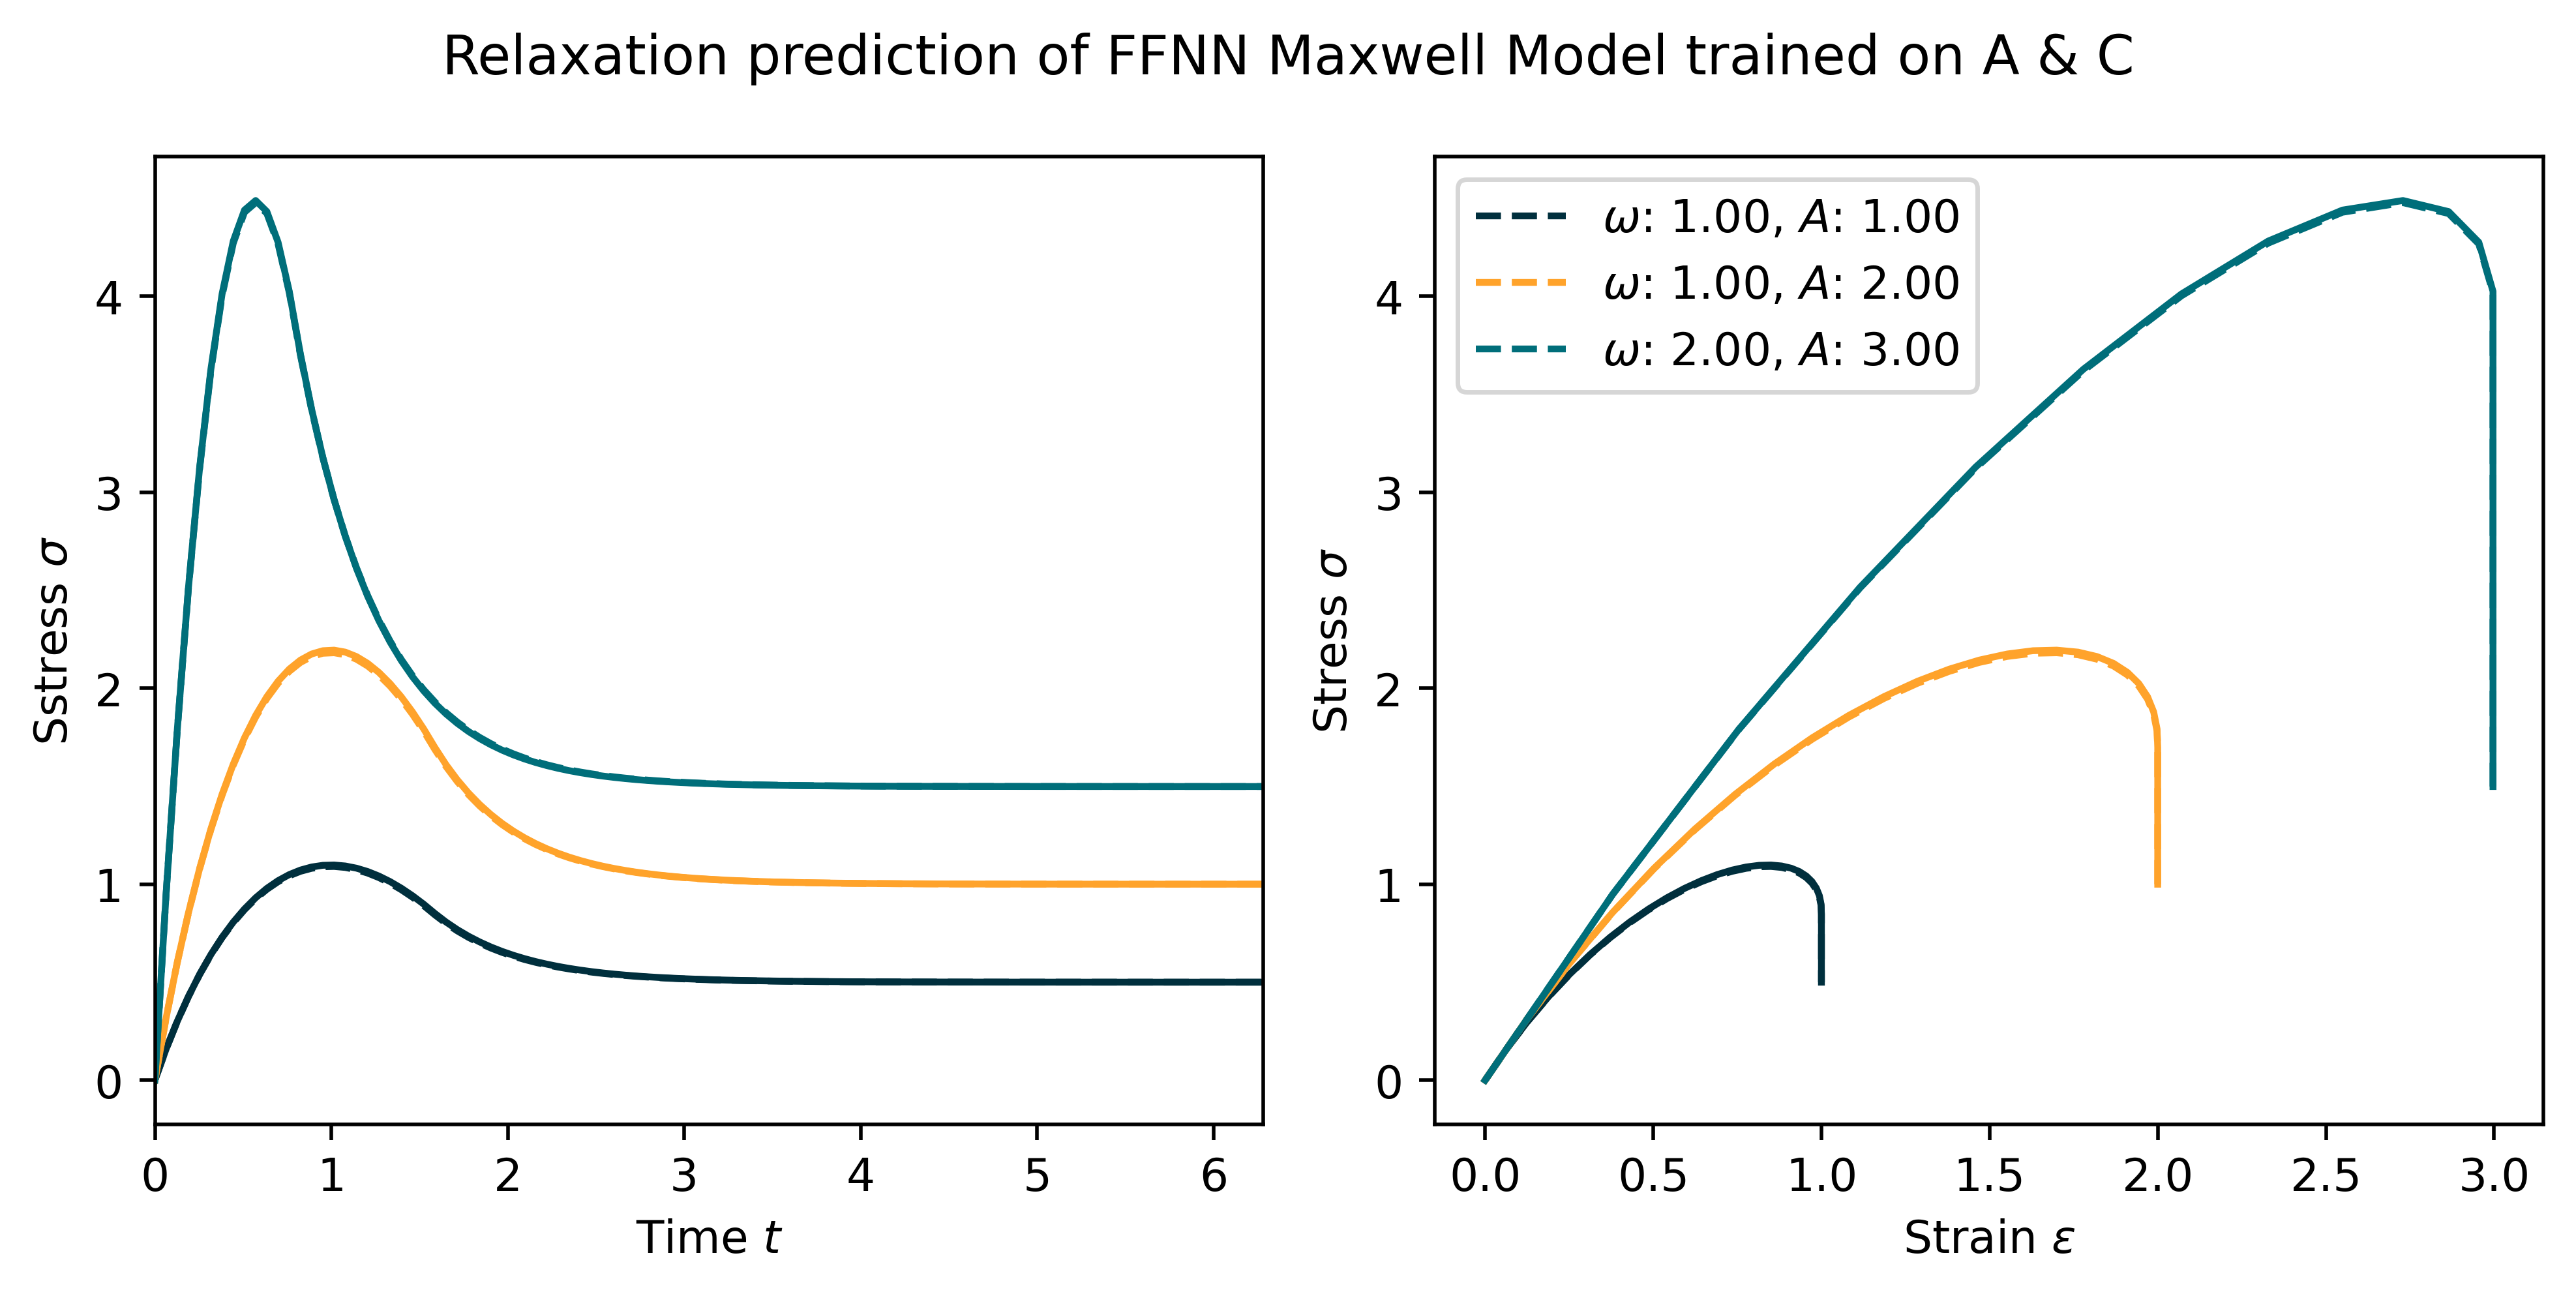 Relaxation prediction of FFNN Maxwell Model trained on A & C
Sstress σ
4
3
2
1
0
0 1 2 3 4 5 6
Time t
Stress σ
4
3
2
1
0
ω: 1.00, A: 1.00
ω: 1.00, A: 2.00
ω: 2.00, A: 3.00
0.0 0.5 1.0 1.5 2.0 2.5 3.0
Strain ε